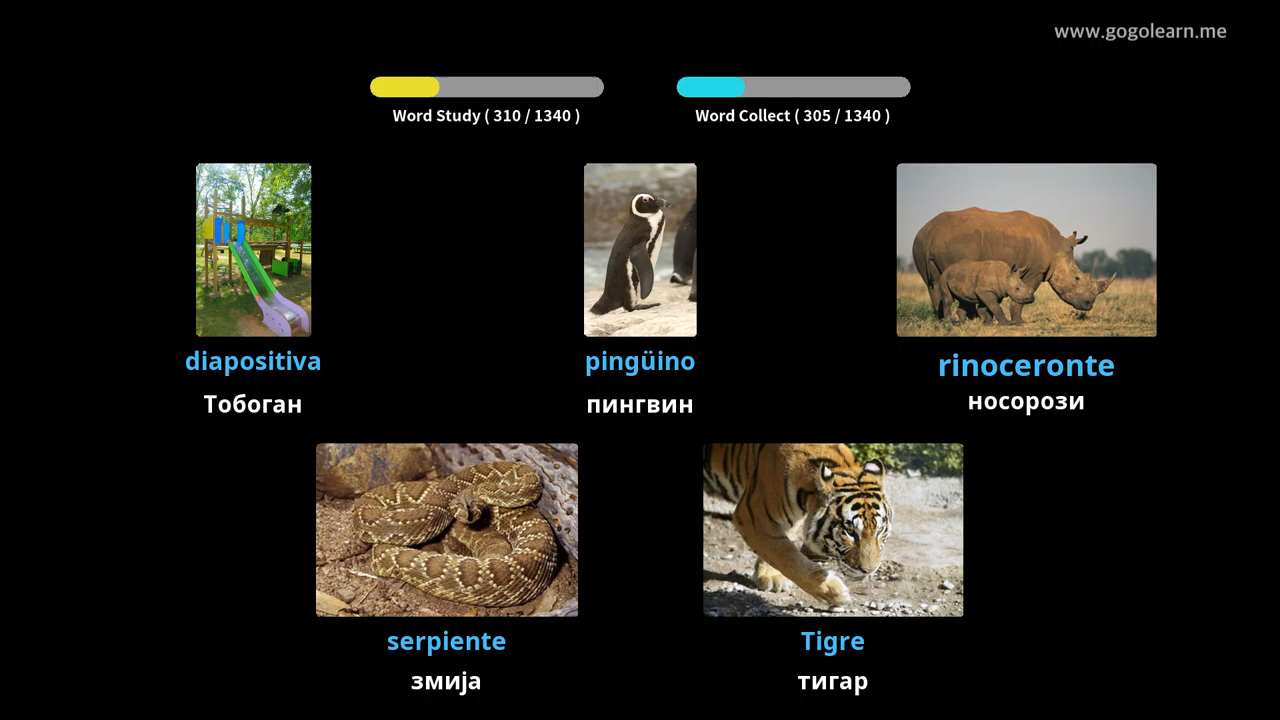 www.gogolearn.me
Word Study ( 310 / 1340 )
Word Collect ( 305 / 1340 )
diapositiva
pingüino
rinoceronte
Тобоган
пингвин
носорози
serpiente
Tigre
змија
тигар